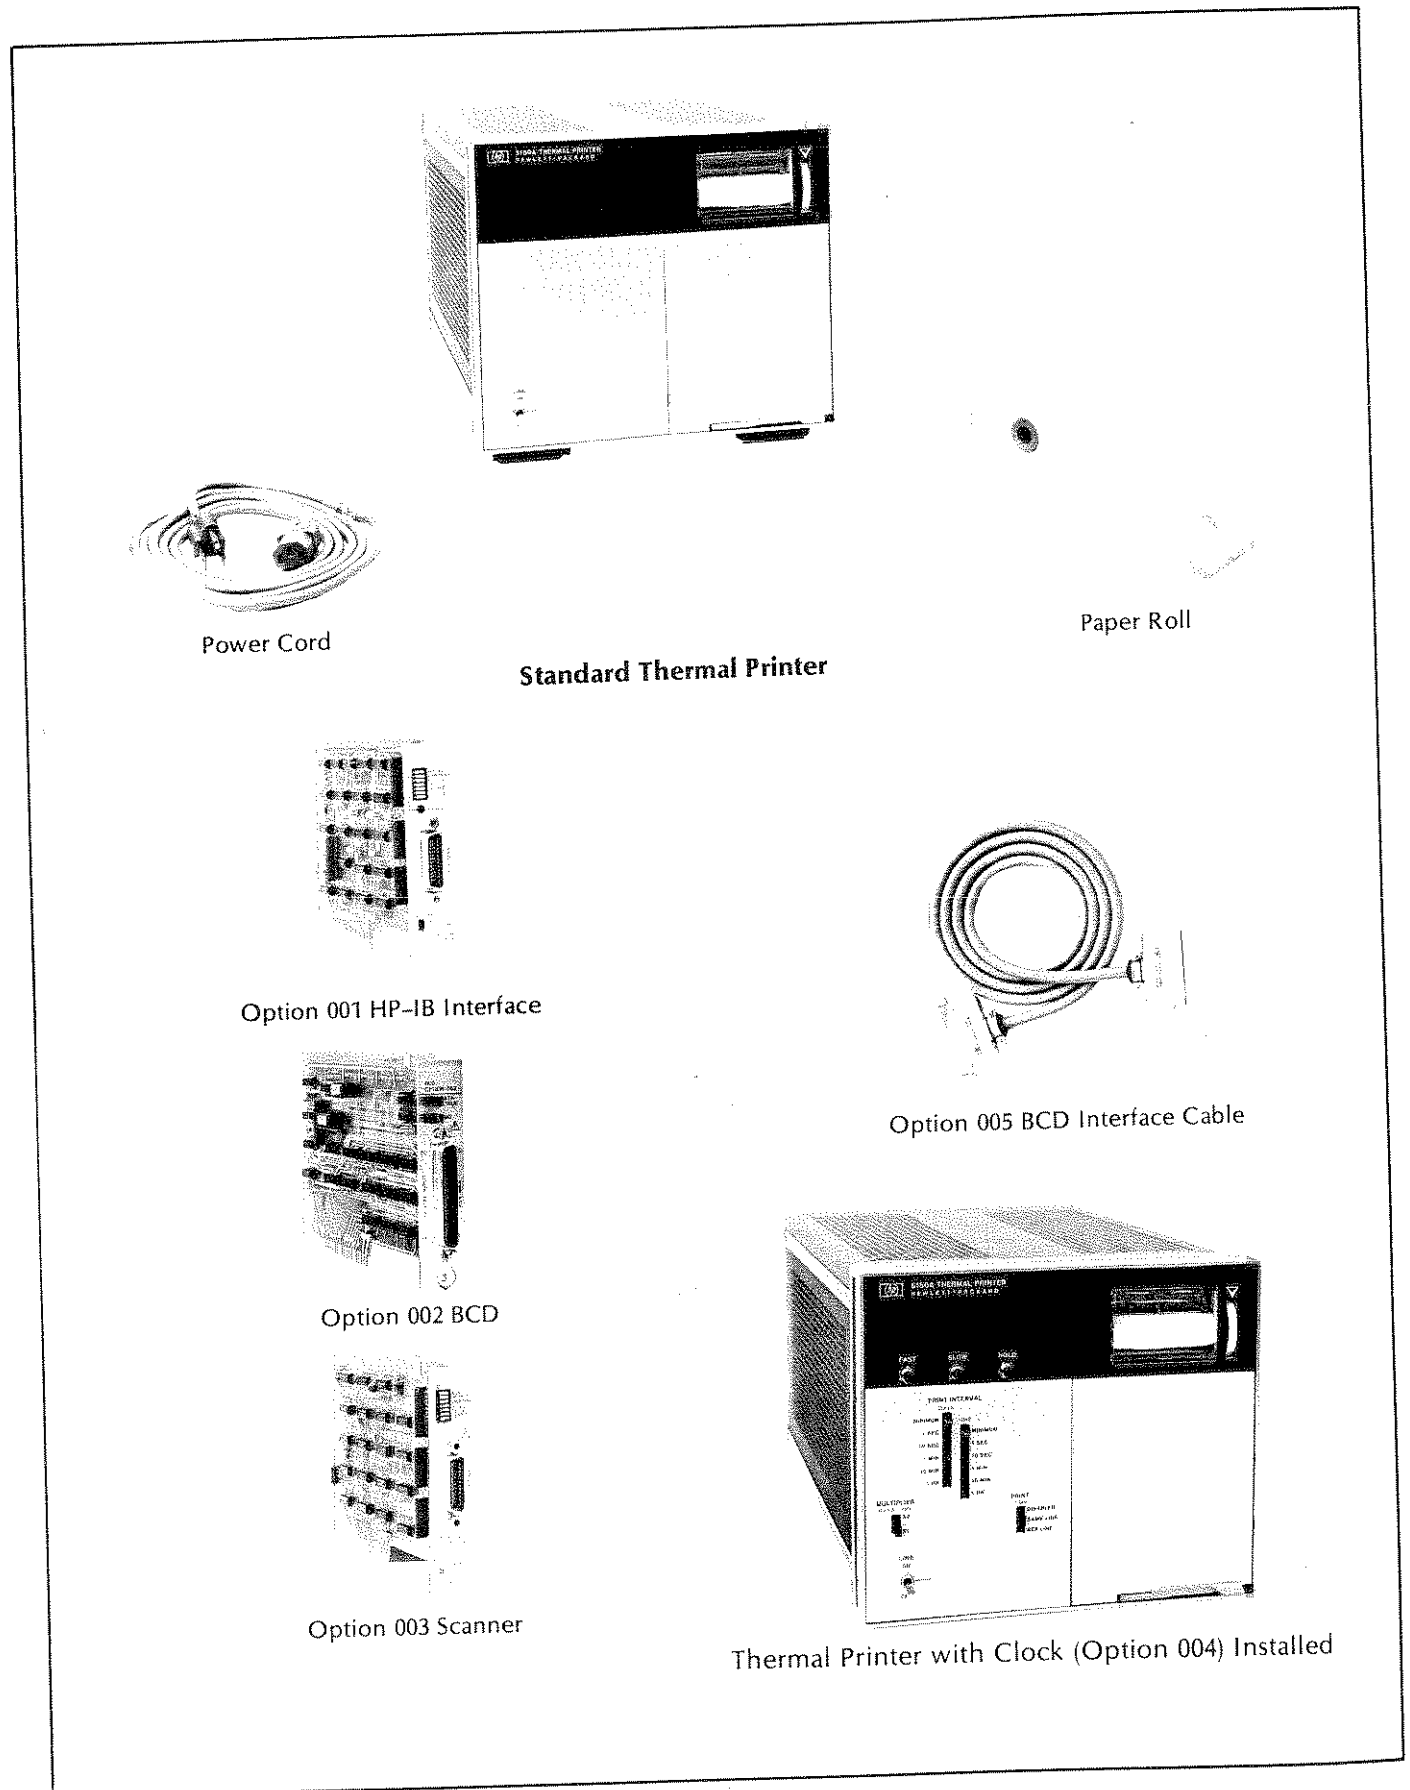 5150A THERMAL PRINTER
HEWLETT·PACKARD
Power Cord
Paper Roll
Standard Thermal Printer
Option 001 HP–IB Interface
Option 005 BCD Interface Cable
Option 002 BCD
5150A THERMAL PRINTER
HEWLETT·PACKARD
FAST SLOW HOLD
PRINT INTERVAL
MINIMUM
MINIMUM
MULTIPLIER
PRINT
LINE
Option 003 Scanner
Thermal Printer with Clock (Option 004) Installed